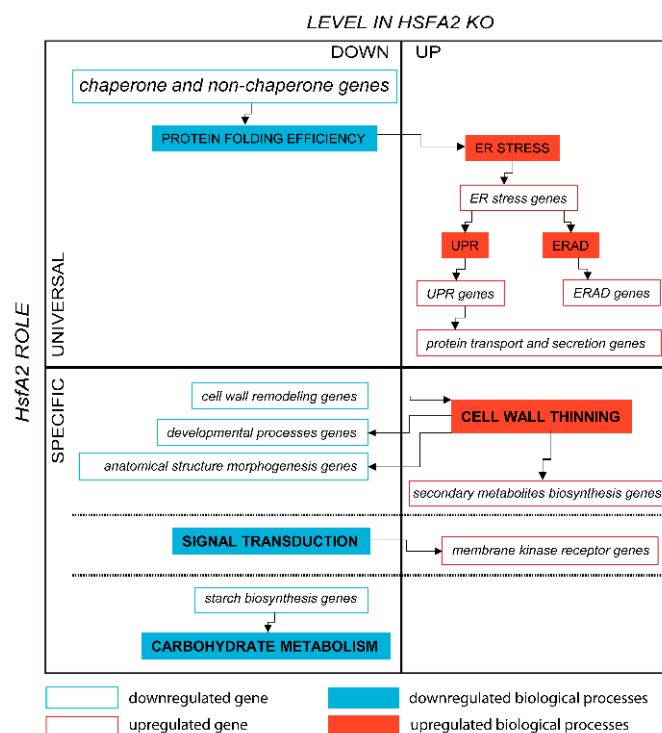 LEVEL IN HSFA2 KO
DOWN
UP
HsfA2 ROLE
UNIVERSAL
chaperone and non-chaperone genes
PROTEIN FOLDING EFFICIENCY
ER STRESS
ER stress genes
UPR
ERAD
UPR genes
ERAD genes
protein transport and secretion genes
SPECIFIC
cell wall remodeling genes
CELL WALL THINNING
developmental processes genes
anatomical structure morphogenesis genes
secondary metabolites biosynthesis genes
SIGNAL TRANSDUCTION
membrane kinase receptor genes
starch biosynthesis genes
CARBOHYDRATE METABOLISM
downregulated gene
downregulated biological processes
upregulated gene
upregulated biological processes